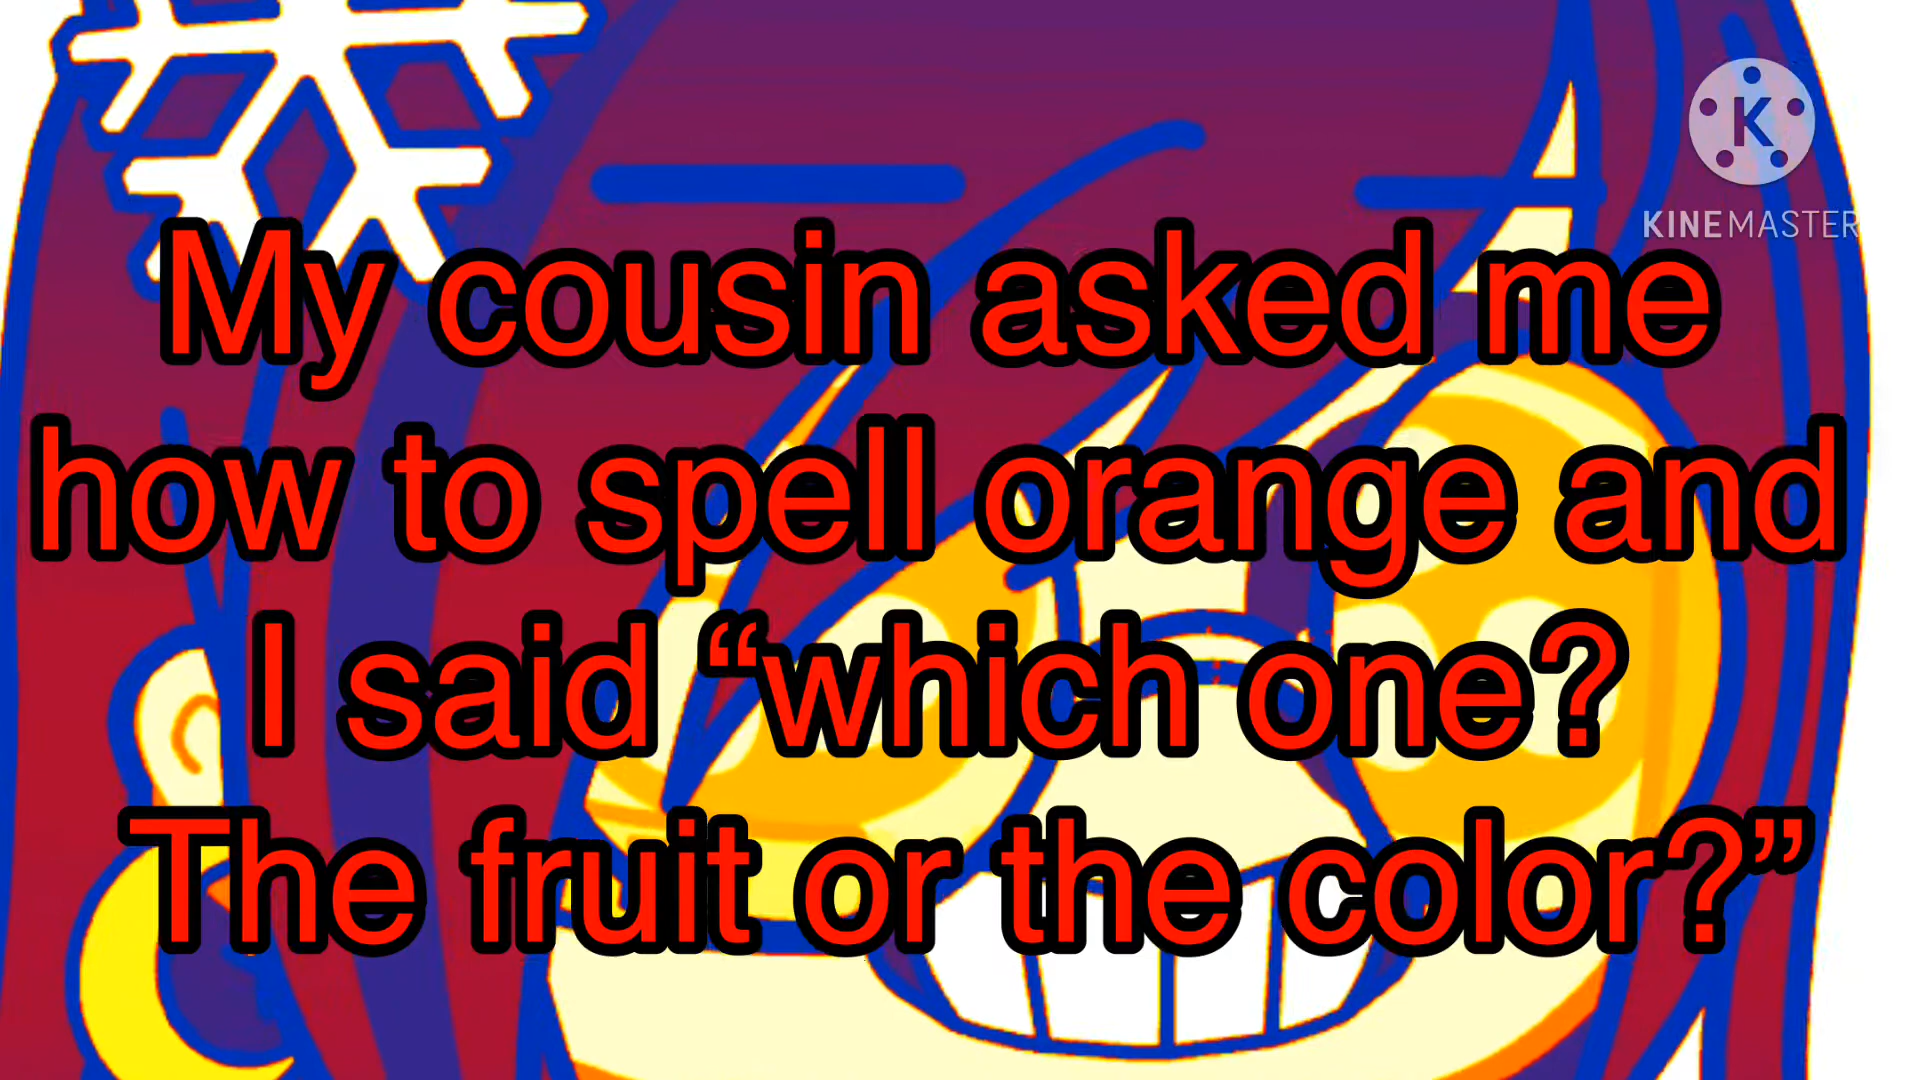 KINEMASTER
My cousin asked me
how to spell orange and
I said “which one?
The fruit or the color?”